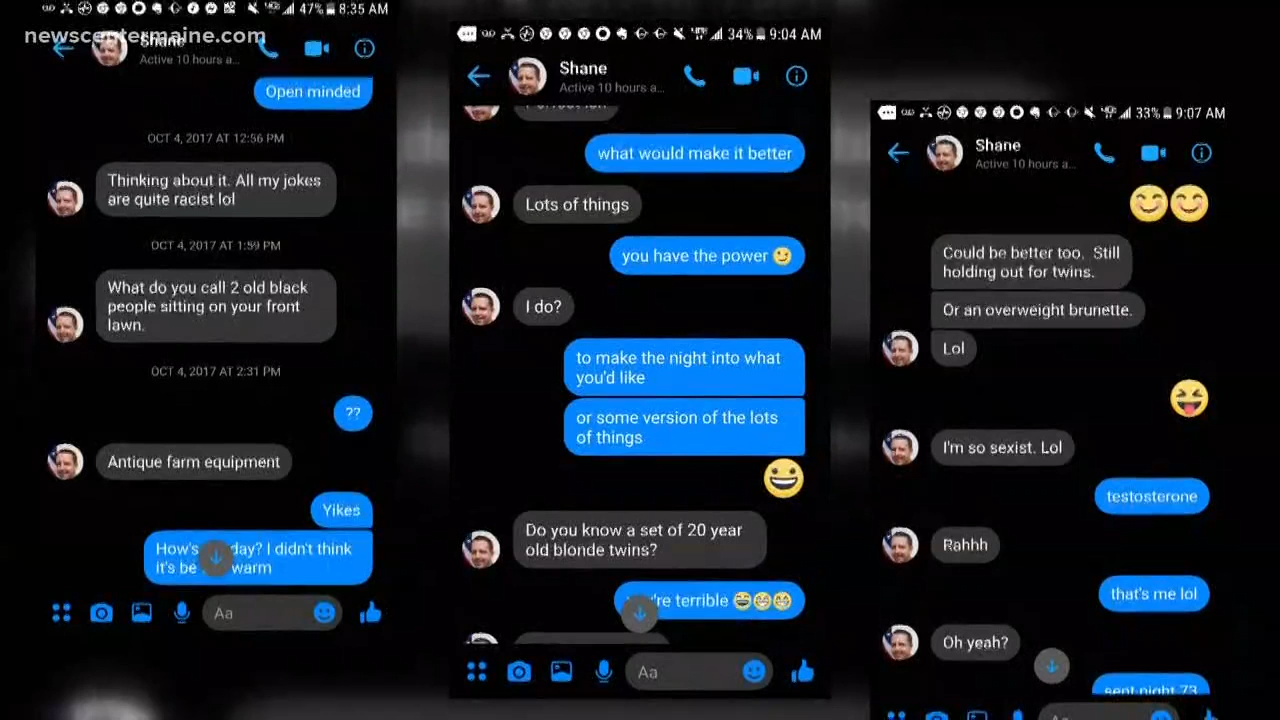 newscentermaine.com
47% 8:35 AM
Shane
Active 10 hours a...
Open minded
OCT 4, 2017 AT 12:56 PM
Thinking about it. All my jokes
are quite racist lol
OCT 4, 2017 AT 1:59 PM
What do you call 2 old black
people sitting on your front
lawn.
OCT 4, 2017 AT 2:31 PM
??
Antique farm equipment
Yikes
How's day? I didn't think
it's be warm
Aa
34% 9:04 AM
Shane
Active 10 hours a...
what would make it better
Lots of things
you have the power 😉
I do?
to make the night into what
you'd like
or some version of the lots
of things
😀
Do you know a set of 20 year
old blonde twins?
terrible 😅😁😁
Aa
33% 9:07 AM
Shane
Active 10 hours a...
😊😊
Could be better too. Still
holding out for twins.
Or an overweight brunette.
Lol
😝
I'm so sexist. Lol
testosterone
Rahhh
that's me lol
Oh yeah?
sent night 73
Aa